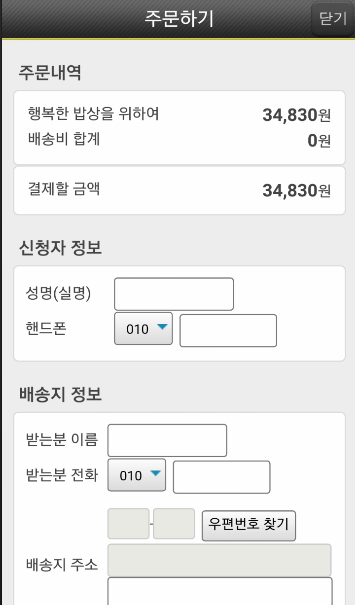 주문하기 닫기
주문내역
행복한 밥상을 위하여 34,830원
배송비 합계 0원
결제할 금액 34,830원
신청자 정보
성명(실명)
핸드폰 010
배송지 정보
받는분 이름
받는분 전화 010
- 우편번호 찾기
배송지 주소